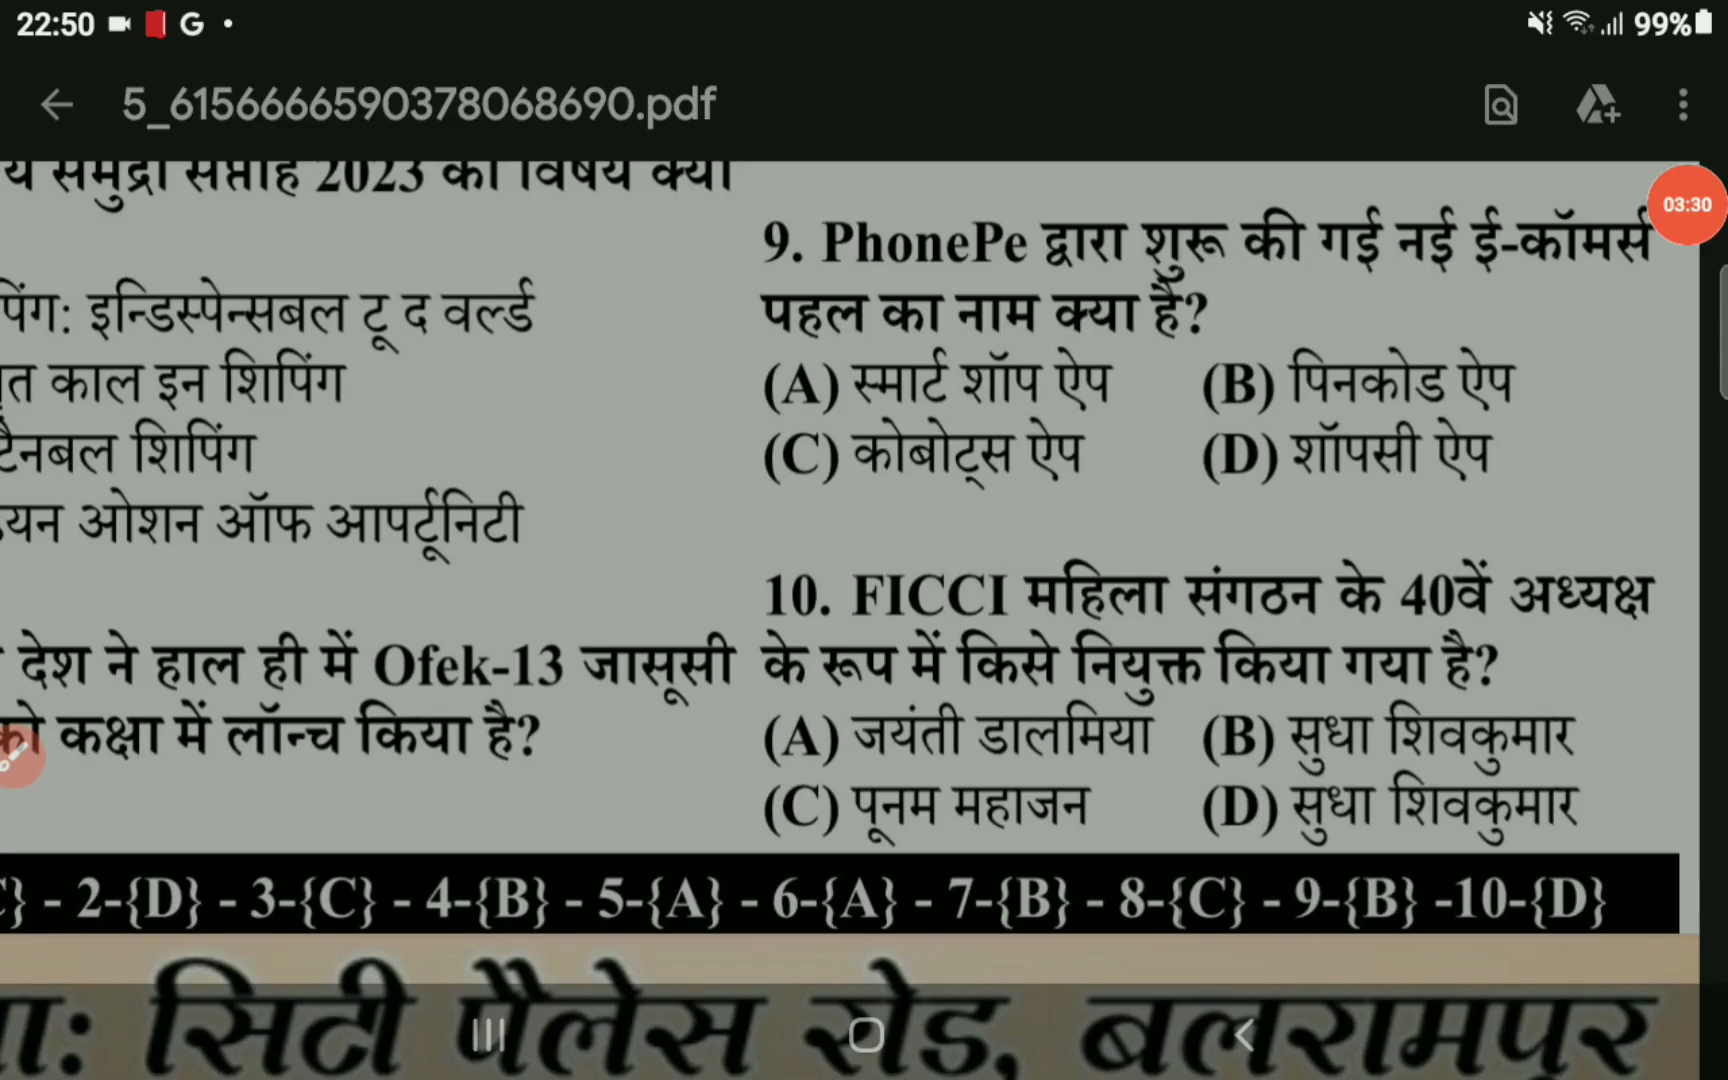 22:50 G • 99%
5_6156666590378068690.pdf
03:30
य समुद्री सप्ताह 2023 का विषय क्या
पिंग: इन्डिस्पेन्सबल टू द वर्ल्ड
काल इन शिपिंग
शिपिंग
ओशन ऑफ आपर्टूनिटी
देश ने हाल ही में Ofek-13 जासूसी
को कक्षा में लॉन्च किया है?
9. PhonePe द्वारा शुरू की गई नई ई-कॉमर्स
पहल का नाम क्या है?
(A) स्मार्ट शॉप ऐप (B) पिनकोड ऐप
(C) कोबोट्स ऐप (D) शॉपसी ऐप
10. FICCI महिला संगठन के 40वें अध्यक्ष
के रूप में किसे नियुक्त किया गया है?
(A) जयंती डालमिया (B) सुधा शिवकुमार
(C) पूनम महाजन (D) सुधा शिवकुमार
} - 2-{D} - 3-{C} - 4-{B} - 5-{A} - 6-{A} - 7-{B} - 8-{C} - 9-{B} -10-{D}
सिटी पैलेस रोड, बलरामपुर